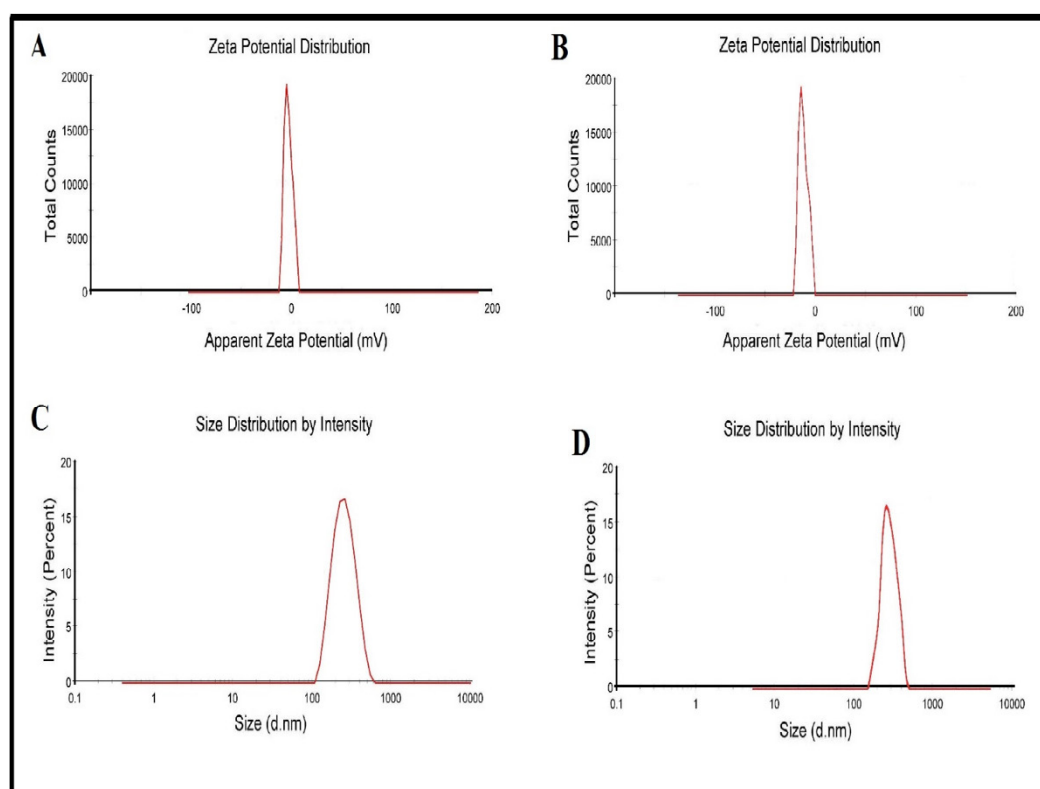 A
Zeta Potential Distribution
20000
15000
10000
5000
0
Total Counts
-100 0 100 200
Apparent Zeta Potential (mV)
B
Zeta Potential Distribution
20000
15000
10000
5000
0
Total Counts
-100 0 100 200
Apparent Zeta Potential (mV)
C
Size Distribution by Intensity
20
15
10
5
0
Intensity (Percent)
0.1 1 10 100 1000 10000
Size (d.nm)
D
Size Distribution by Intensity
20
15
10
5
0
Intensity (Percent)
0.1 1 10 100 1000 10000
Size (d.nm)